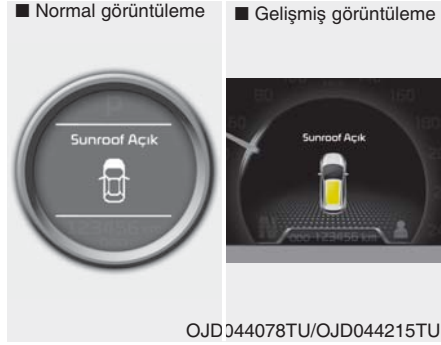 ■ Normal görüntüleme
■ Gelişmiş görüntüleme
Sunroof Açık
Sunroof Açık
OJD044078TU/OJD044215TU